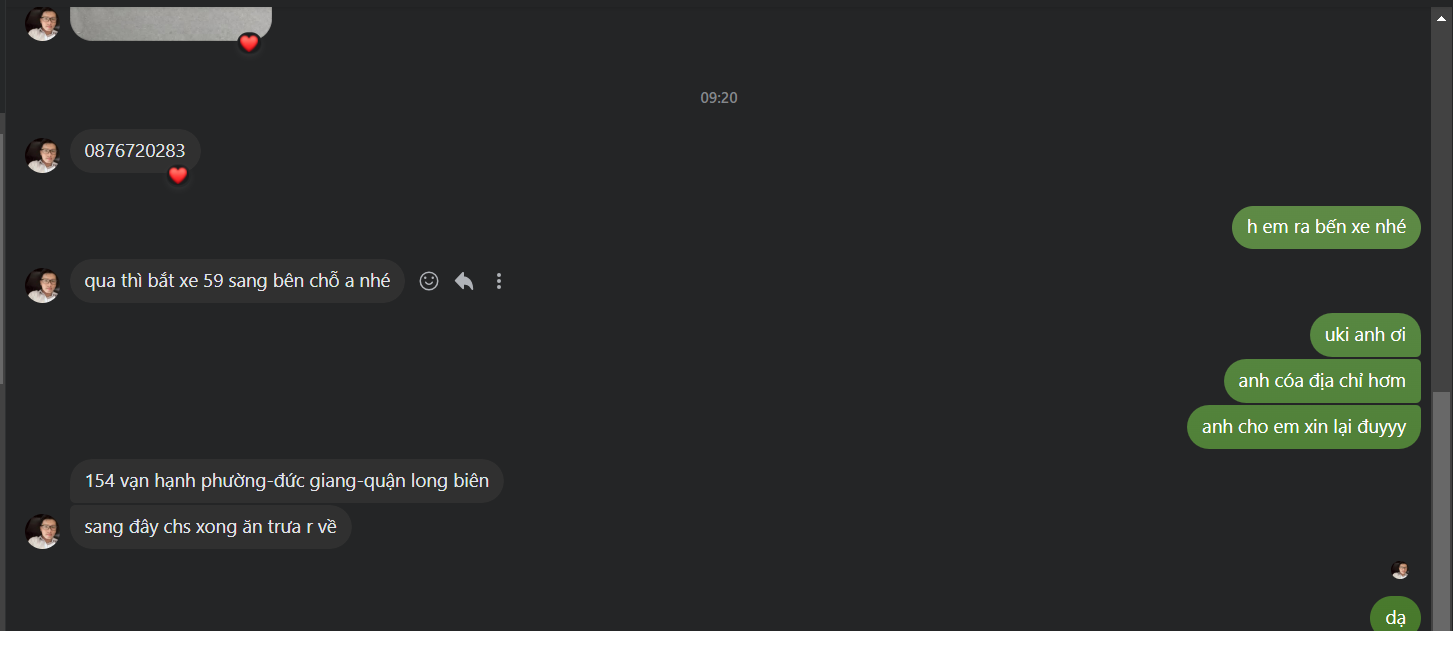 09:20
0876720283
h em ra bến xe nhé
qua thì bắt xe 59 sang bên chỗ a nhé
uki anh ơi
anh cóa địa chỉ hơm
anh cho em xin lại đuyyy
154 vạn hạnh phường-đức giang-quận long biên
sang đây chs xong ăn trưa r về
dạ